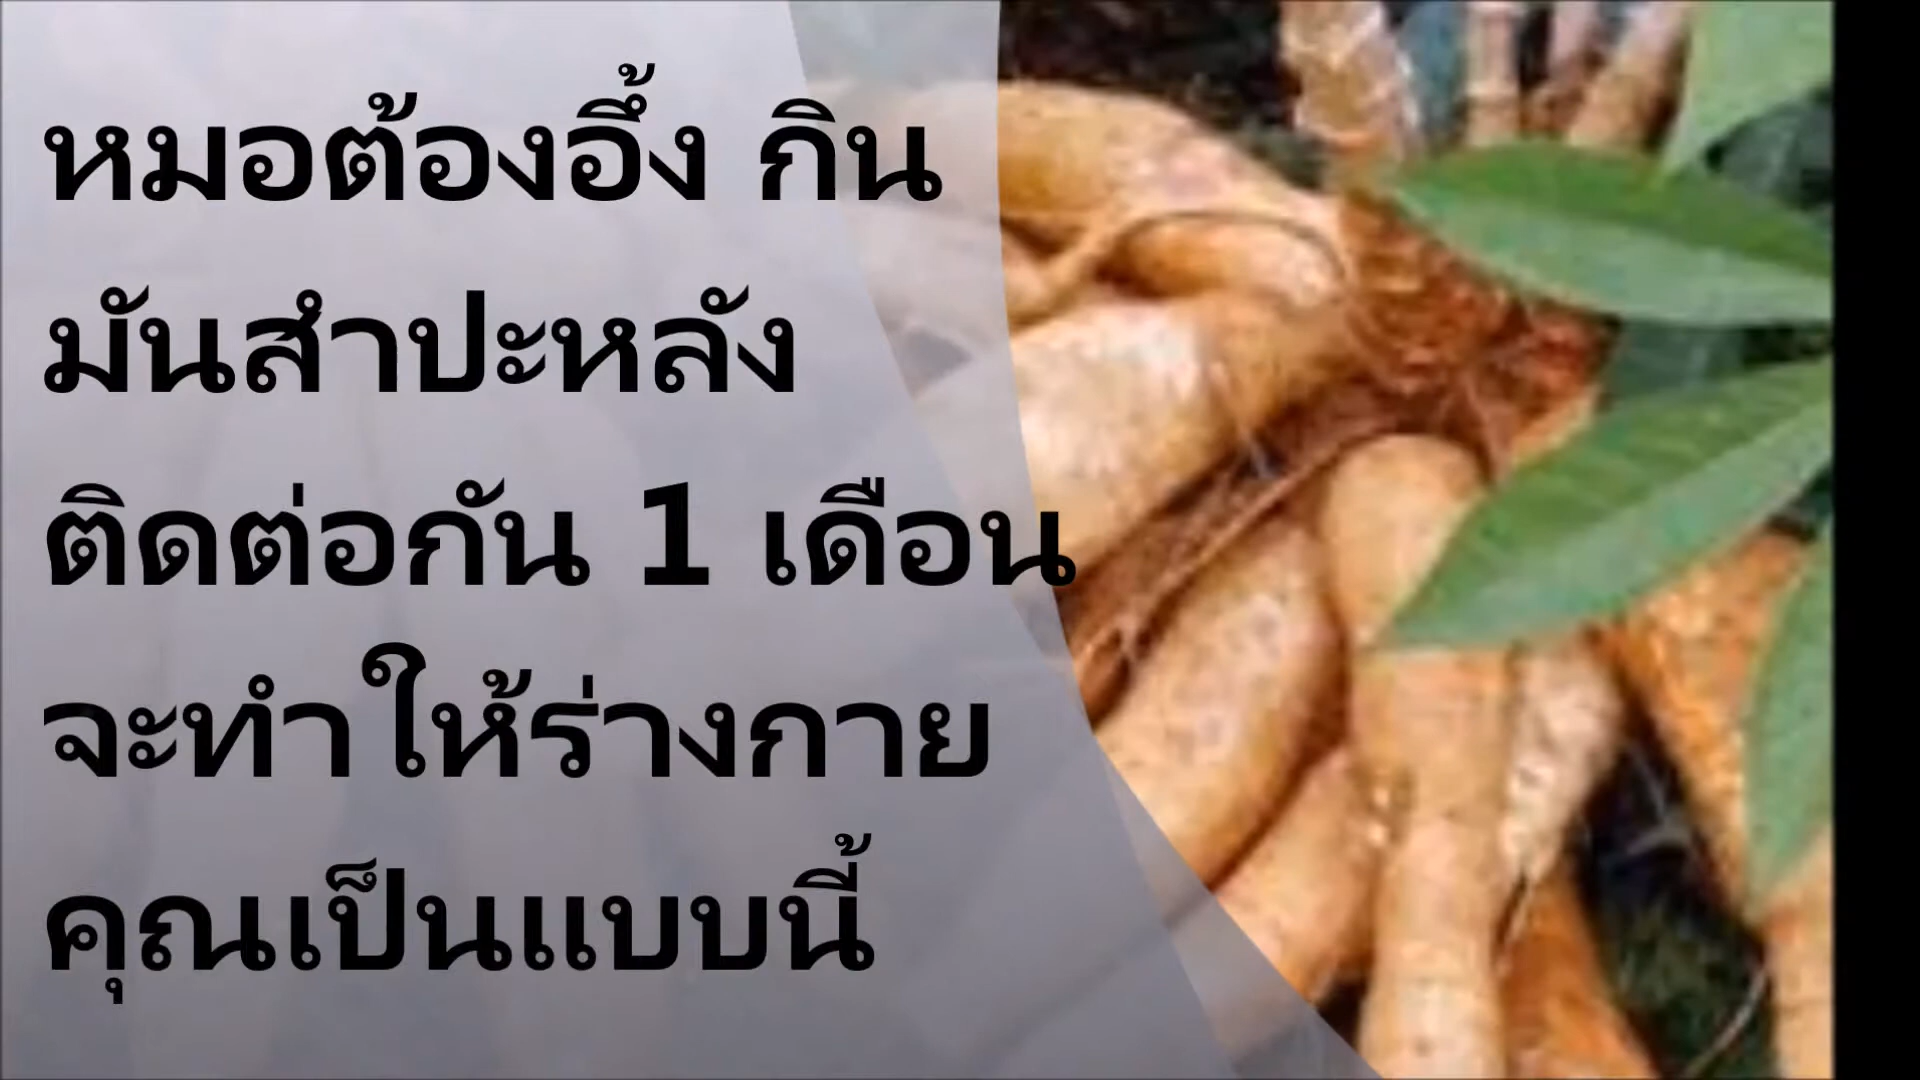 หมอต้องอึ้ง กิน
มันสำปะหลัง
ติดต่อกัน 1 เดือน
จะทำให้ร่างกาย
คุณเป็นแบบนี้